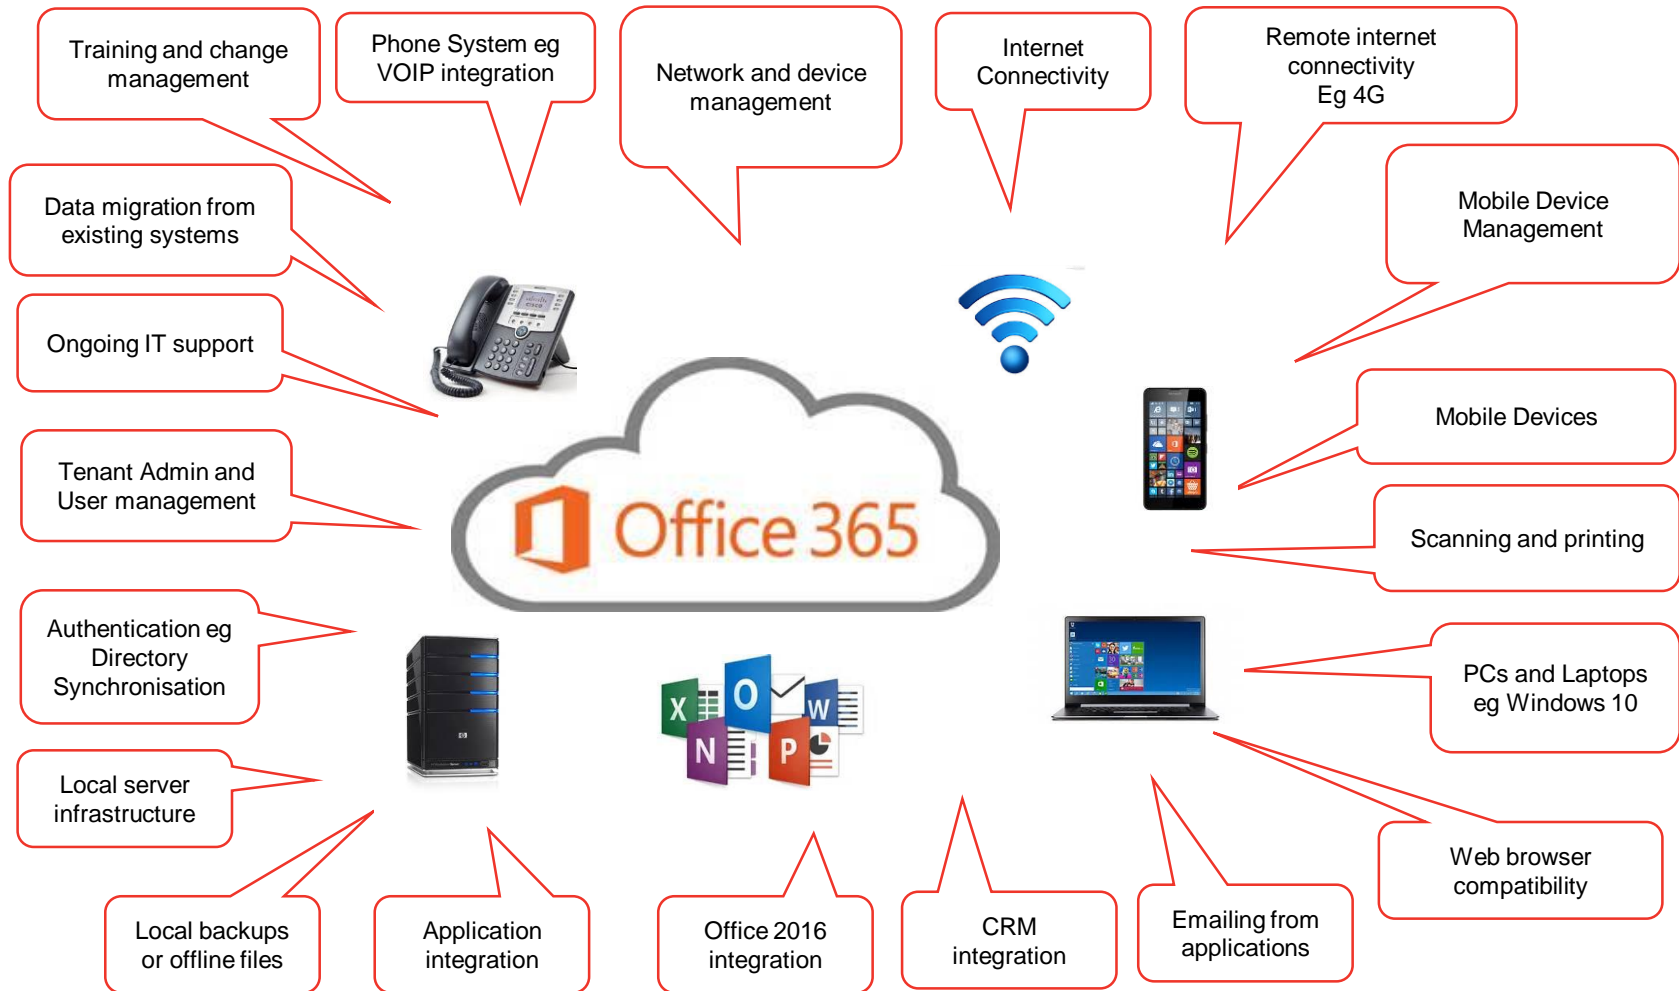 Training and change
management
Phone System eg
VOIP integration
Network and device
management
Internet
Connectivity
Remote internet
connectivity
Eg 4G
Data migration from
existing systems
Mobile Device
Management
Ongoing IT support
Mobile Devices
Tenant Admin and
User management
Office 365
Scanning and printing
Authentication eg
Directory
Synchronisation
PCs and Laptops
eg Windows 10
X
O
W
N
P
Local server
infrastructure
Web browser
compatibility
Local backups
or offline files
Application
integration
Office 2016
integration
CRM
integration
Emailing from
applications